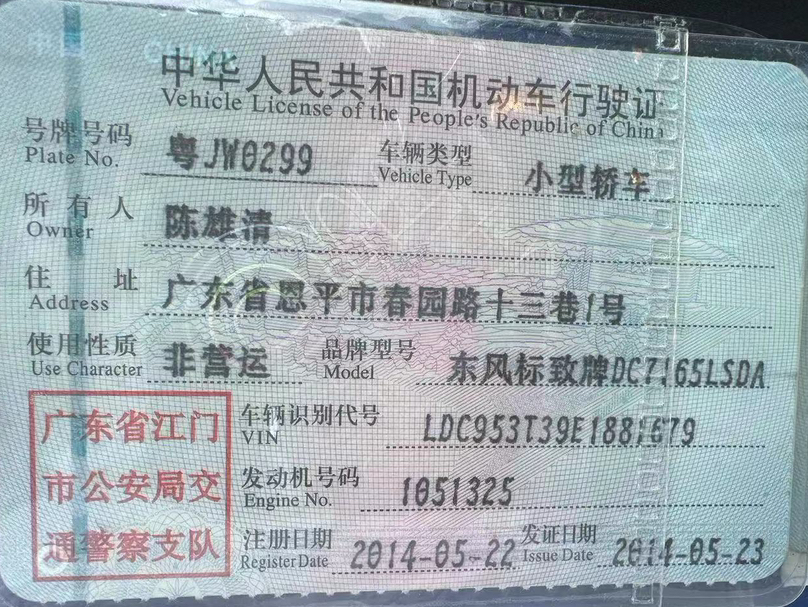 中华人民共和国机动车行驶证
Vehicle License of the People's Republic of China
号牌号码 粤JW0299 车辆类型 小型轿车
Plate No. Vehicle Type
所有人 陈雄清
Owner
住址 广东省恩平市春园路十三巷1号
Address
使用性质 非营运 品牌型号 东风标致牌DC7165LSDA
Use Character Model
广东省江门
市公安局交
通警察支队
车辆识别代号 LDC953T39E1881679
VIN
发动机号码 1051325
Engine No.
注册日期 2014-05-22 发证日期 2014-05-23
Register Date Issue Date